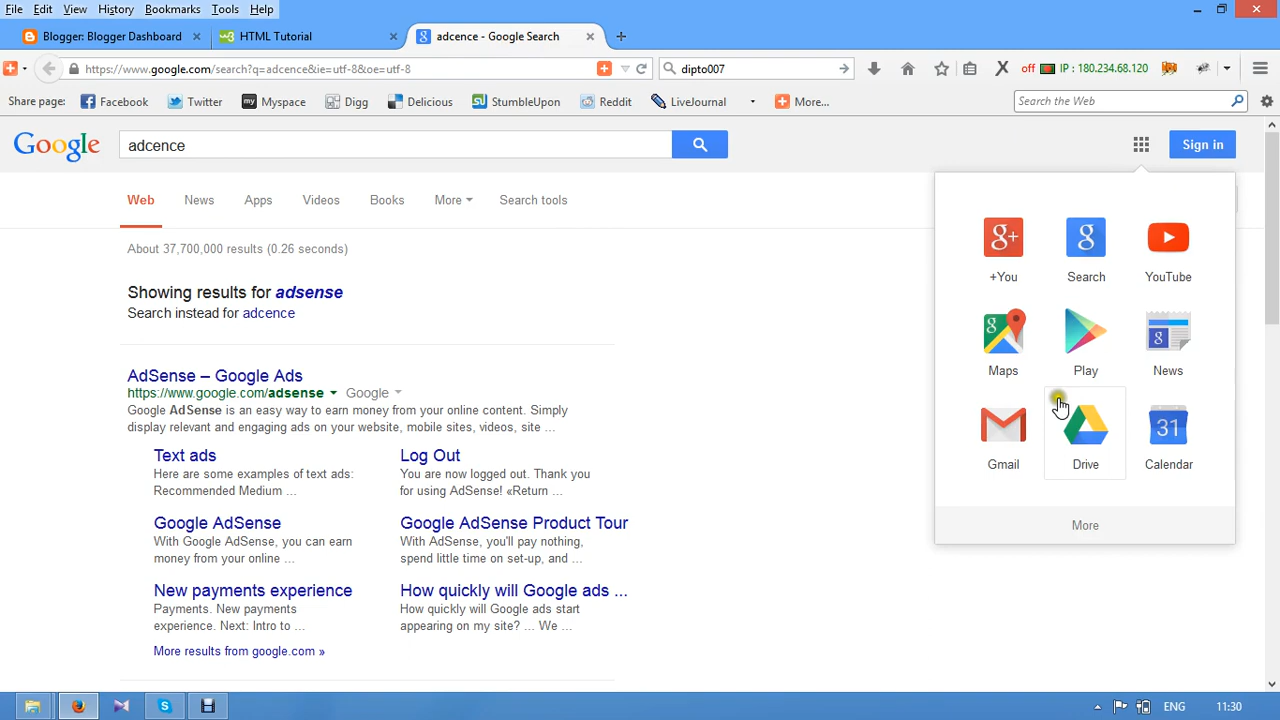 File Edit View History Bookmarks Tools Help
Blogger: Blogger Dashboard × HTML Tutorial × adcence - Google Search ×
https://www.google.com/search?q=adcence&ie=utf-8&oe=utf-8 dipto007 off IP : 180.234.68.120
Share page: Facebook Twitter Myspace Digg Delicious StumbleUpon Reddit LiveJournal More... Search the Web
Google adcence Sign in
Web News Apps Videos Books More Search tools
About 37,700,000 results (0.26 seconds)
Showing results for adsense
Search instead for adcence
AdSense – Google Ads
https://www.google.com/adsense Google
Google AdSense is an easy way to earn money from your online content. Simply
display relevant and engaging ads on your website, mobile sites, videos, site ...
Text ads
Here are some examples of text ads:
Recommended Medium ...
Log Out
You are now logged out. Thank you
for using AdSense! «Return ...
Google AdSense
With Google AdSense, you can earn
money from your online ...
Google AdSense Product Tour
With AdSense, you'll pay nothing,
spend little time on set-up, and ...
New payments experience
Payments. New payments
experience. Next: Intro to ...
How quickly will Google ads ...
How quickly will Google ads start
appearing on my site? ... We ...
More results from google.com »
+You Search YouTube
Maps Play News
31
Gmail Drive Calendar
More
ENG 11:30